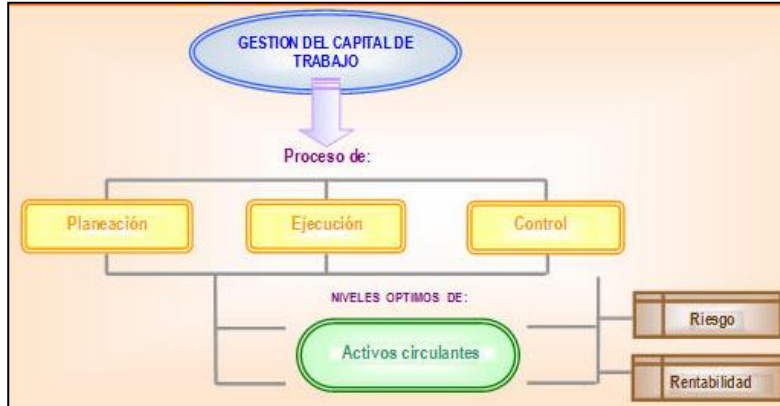 GESTION DEL CAPITAL DE
TRABAJO
Proceso de:
Planeación
Ejecución
Control
NIVELES OPTIMOS DE:
Activos circulantes
Riesgo
Rentabilidad